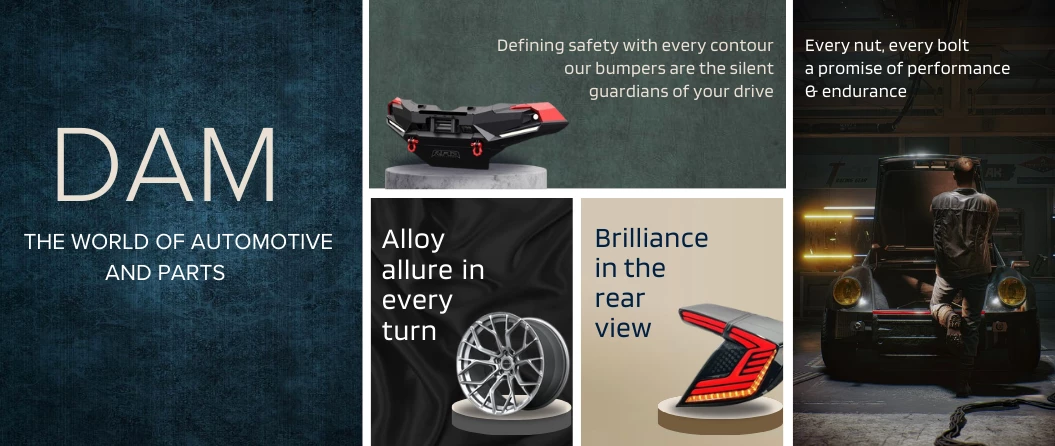 DAM
THE WORLD OF AUTOMOTIVE
AND PARTS
Defining safety with every contour
our bumpers are the silent
guardians of your drive
Alloy
allure in
every
turn
Brilliance
in the
rear
view
Every nut, every bolt
a promise of performance
& endurance